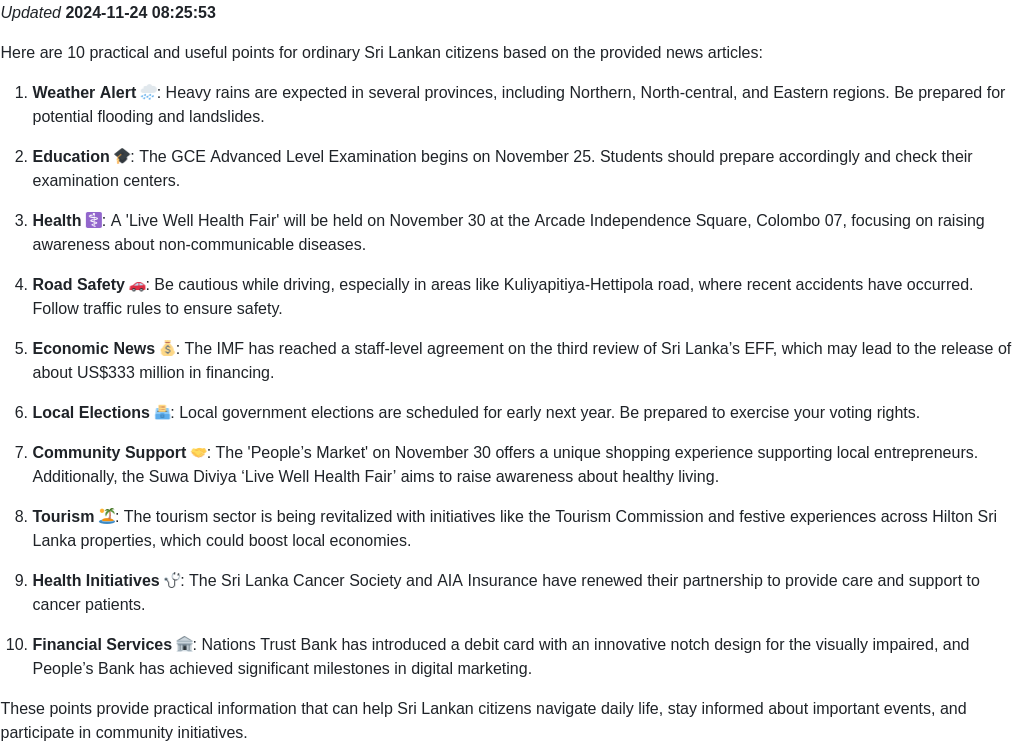 Updated 2024-11-24 08:25:53
Here are 10 practical and useful points for ordinary Sri Lankan citizens based on the provided news articles:
1. Weather Alert 🌧️: Heavy rains are expected in several provinces, including Northern, North-central, and Eastern regions. Be prepared for
potential flooding and landslides.
2. Education 🎓: The GCE Advanced Level Examination begins on November 25. Students should prepare accordingly and check their
examination centers.
3. Health ⚕️: A 'Live Well Health Fair' will be held on November 30 at the Arcade Independence Square, Colombo 07, focusing on raising
awareness about non-communicable diseases.
4. Road Safety 🚗: Be cautious while driving, especially in areas like Kuliyapitiya-Hettipola road, where recent accidents have occurred.
Follow traffic rules to ensure safety.
5. Economic News 💰: The IMF has reached a staff-level agreement on the third review of Sri Lanka’s EFF, which may lead to the release of
about US$333 million in financing.
6. Local Elections 🗳️: Local government elections are scheduled for early next year. Be prepared to exercise your voting rights.
7. Community Support 🤝: The 'People’s Market' on November 30 offers a unique shopping experience supporting local entrepreneurs.
Additionally, the Suwa Diviya ‘Live Well Health Fair’ aims to raise awareness about healthy living.
8. Tourism 🏝️: The tourism sector is being revitalized with initiatives like the Tourism Commission and festive experiences across Hilton Sri
Lanka properties, which could boost local economies.
9. Health Initiatives 🩺: The Sri Lanka Cancer Society and AIA Insurance have renewed their partnership to provide care and support to
cancer patients.
10. Financial Services 🏦: Nations Trust Bank has introduced a debit card with an innovative notch design for the visually impaired, and
People’s Bank has achieved significant milestones in digital marketing.
These points provide practical information that can help Sri Lankan citizens navigate daily life, stay informed about important events, and
participate in community initiatives.